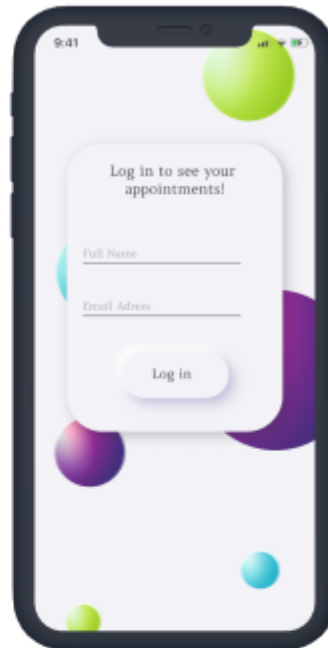 9:41
Log in to see your
appointments!
Full Name
Email Adress
Log in